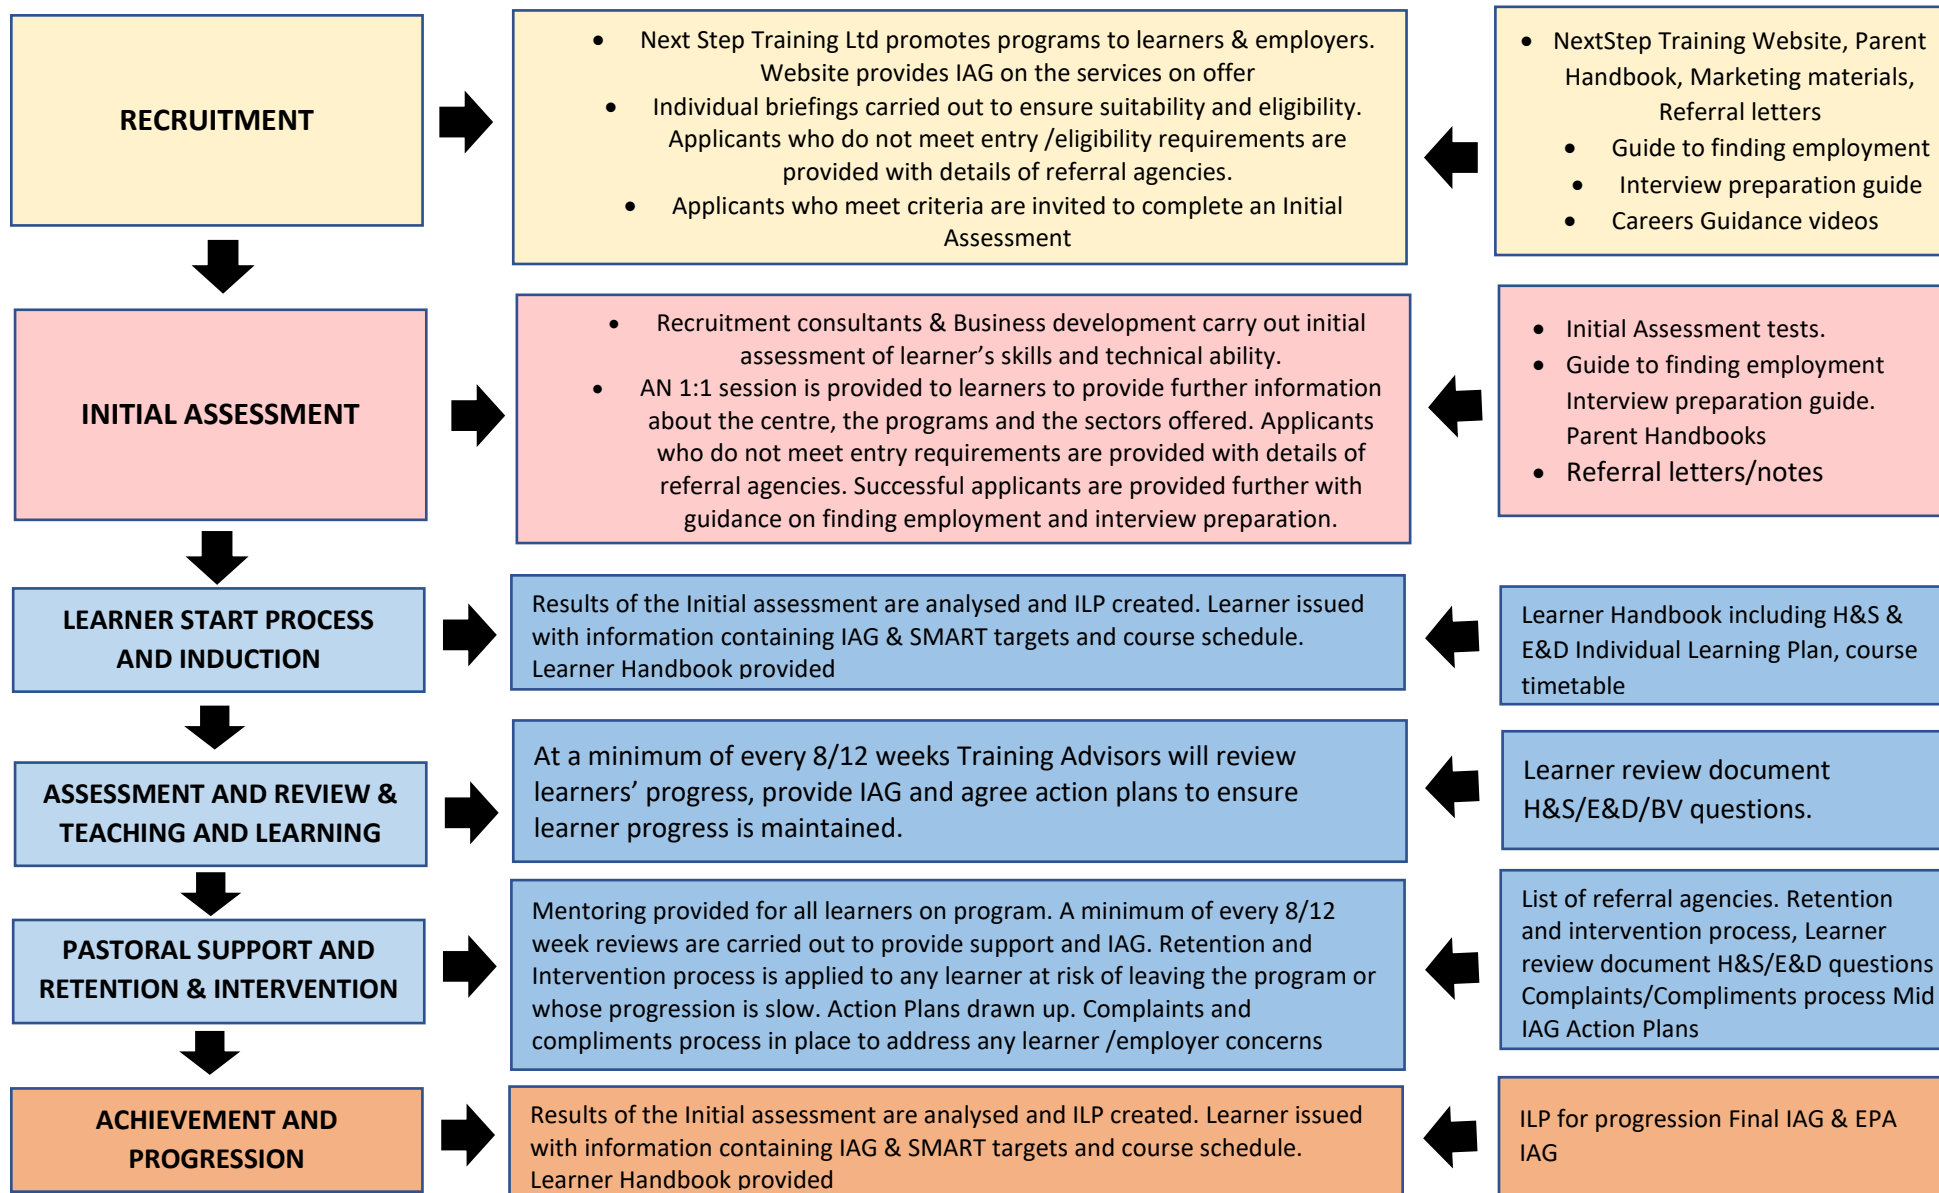 RECRUITMENT
• Next Step Training Ltd promotes programs to learners & employers.
Website provides IAG on the services on offer
• Individual briefings carried out to ensure suitability and eligibility.
Applicants who do not meet entry /eligibility requirements are
provided with details of referral agencies.
• Applicants who meet criteria are invited to complete an Initial
Assessment
• NextStep Training Website, Parent
Handbook, Marketing materials,
Referral letters
• Guide to finding employment
• Interview preparation guide
• Careers Guidance videos
INITIAL ASSESSMENT
• Recruitment consultants & Business development carry out initial
assessment of learner’s skills and technical ability.
• AN 1:1 session is provided to learners to provide further information
about the centre, the programs and the sectors offered. Applicants
who do not meet entry requirements are provided with details of
referral agencies. Successful applicants are provided further with
guidance on finding employment and interview preparation.
• Initial Assessment tests.
• Guide to finding employment
Interview preparation guide.
Parent Handbooks
• Referral letters/notes
LEARNER START PROCESS
AND INDUCTION
Results of the Initial assessment are analysed and ILP created. Learner issued
with information containing IAG & SMART targets and course schedule.
Learner Handbook provided
Learner Handbook including H&S &
E&D Individual Learning Plan, course
timetable
ASSESSMENT AND REVIEW &
TEACHING AND LEARNING
At a minimum of every 8/12 weeks Training Advisors will review
learners’ progress, provide IAG and agree action plans to ensure
learner progress is maintained.
Learner review document
H&S/E&D/BV questions.
PASTORAL SUPPORT AND
RETENTION & INTERVENTION
Mentoring provided for all learners on program. A minimum of every 8/12
week reviews are carried out to provide support and IAG. Retention and
Intervention process is applied to any learner at risk of leaving the program or
whose progression is slow. Action Plans drawn up. Complaints and
compliments process in place to address any learner /employer concerns
List of referral agencies. Retention
and intervention process, Learner
review document H&S/E&D questions
Complaints/Compliments process Mid
IAG Action Plans
ACHIEVEMENT AND
PROGRESSION
Results of the Initial assessment are analysed and ILP created. Learner issued
with information containing IAG & SMART targets and course schedule.
Learner Handbook provided
ILP for progression Final IAG & EPA
IAG